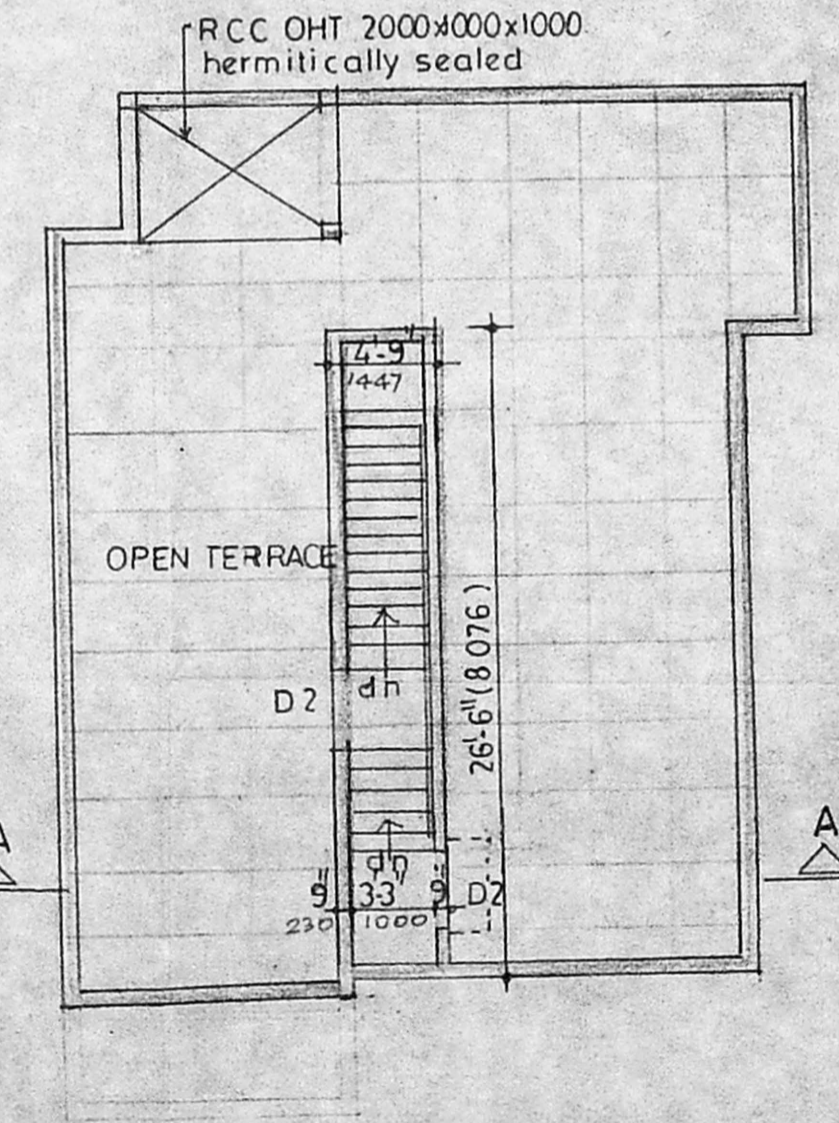 RCC OHT 2000x1000x1000
hermitically sealed
4'-9"
1447
OPEN TERRACE
D2
dn
26'-6"(8076)
A
A
dn
9" 3'3" 9" D2
230 1000